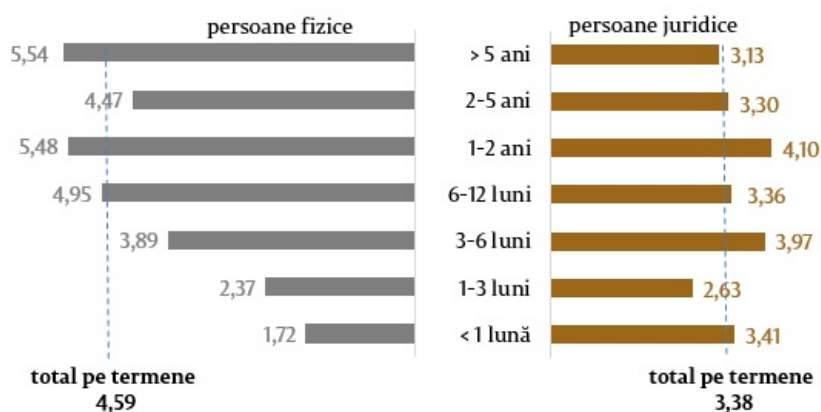 persoane fizice persoane juridice
5,54 > 5 ani 3,13
4,47 2-5 ani 3,30
5,48 1-2 ani 4,10
4,95 6-12 luni 3,36
3,89 3-6 luni 3,97
2,37 1-3 luni 2,63
1,72 < 1 lună 3,41
total pe termene total pe termene
4,59 3,38